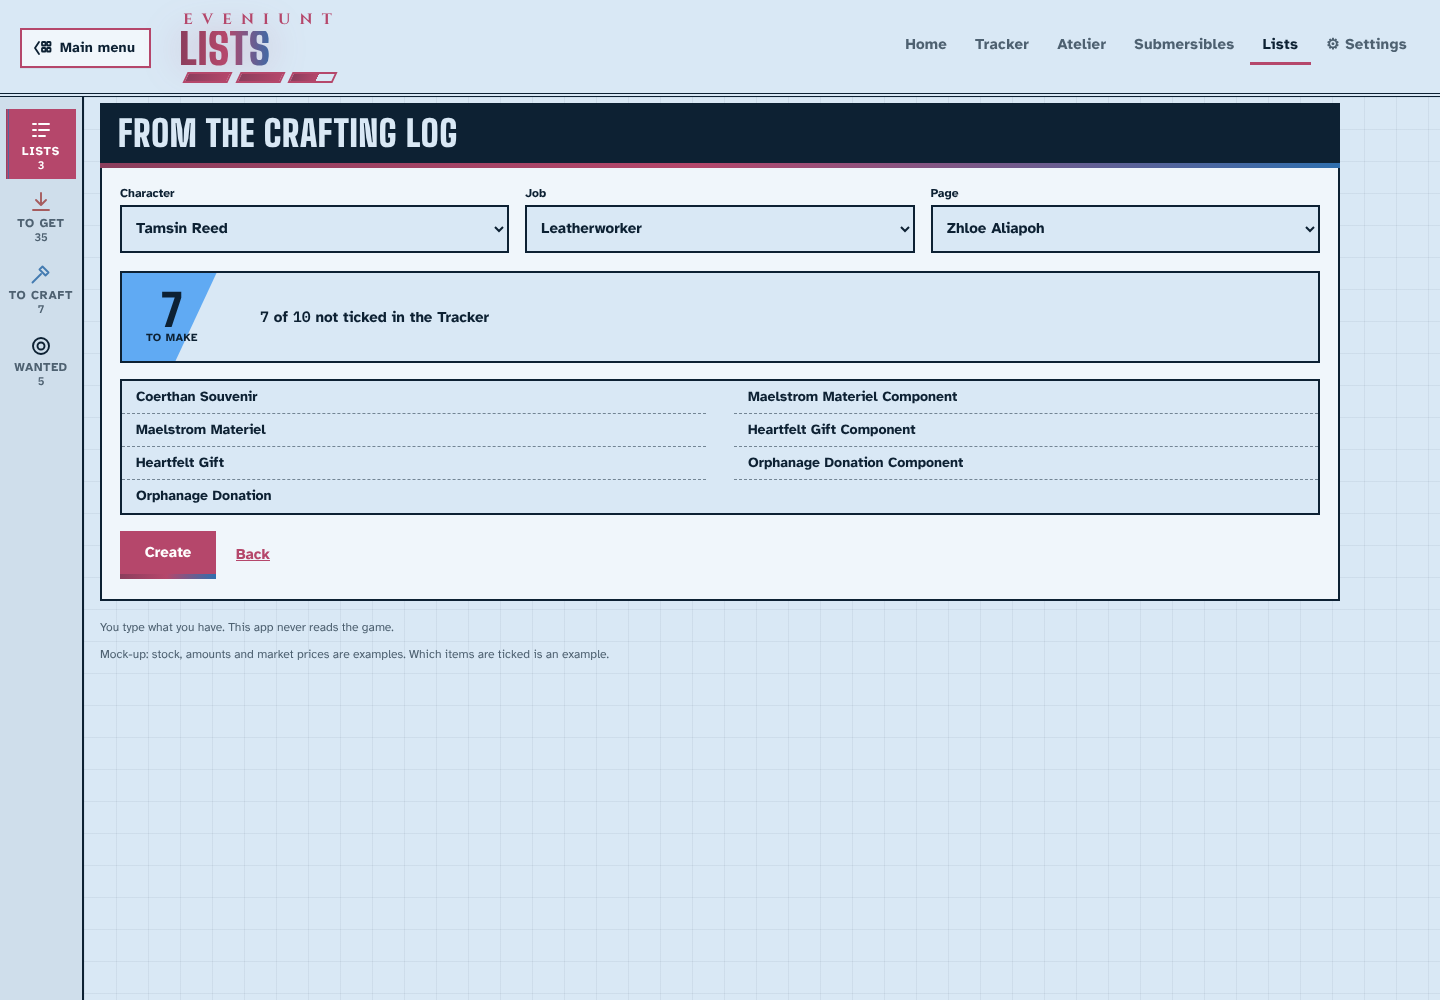 Main menu
EVENIUNT
LISTS
Home
Tracker
Atelier
Submersibles
Lists
⚙ Settings
LISTS
3
TO GET
35
TO CRAFT
7
WANTED
5
FROM THE CRAFTING LOG
Character
Job
Page
Tamsin Reed
Leatherworker
Zhloe Aliapoh
7
TO MAKE
7 of 10 not ticked in the Tracker
Coerthan Souvenir
Maelstrom Materiel
Heartfelt Gift
Orphanage Donation
Maelstrom Materiel Component
Heartfelt Gift Component
Orphanage Donation Component
Create
Back
You type what you have. This app never reads the game.
Mock-up: stock, amounts and market prices are examples. Which items are ticked is an example.